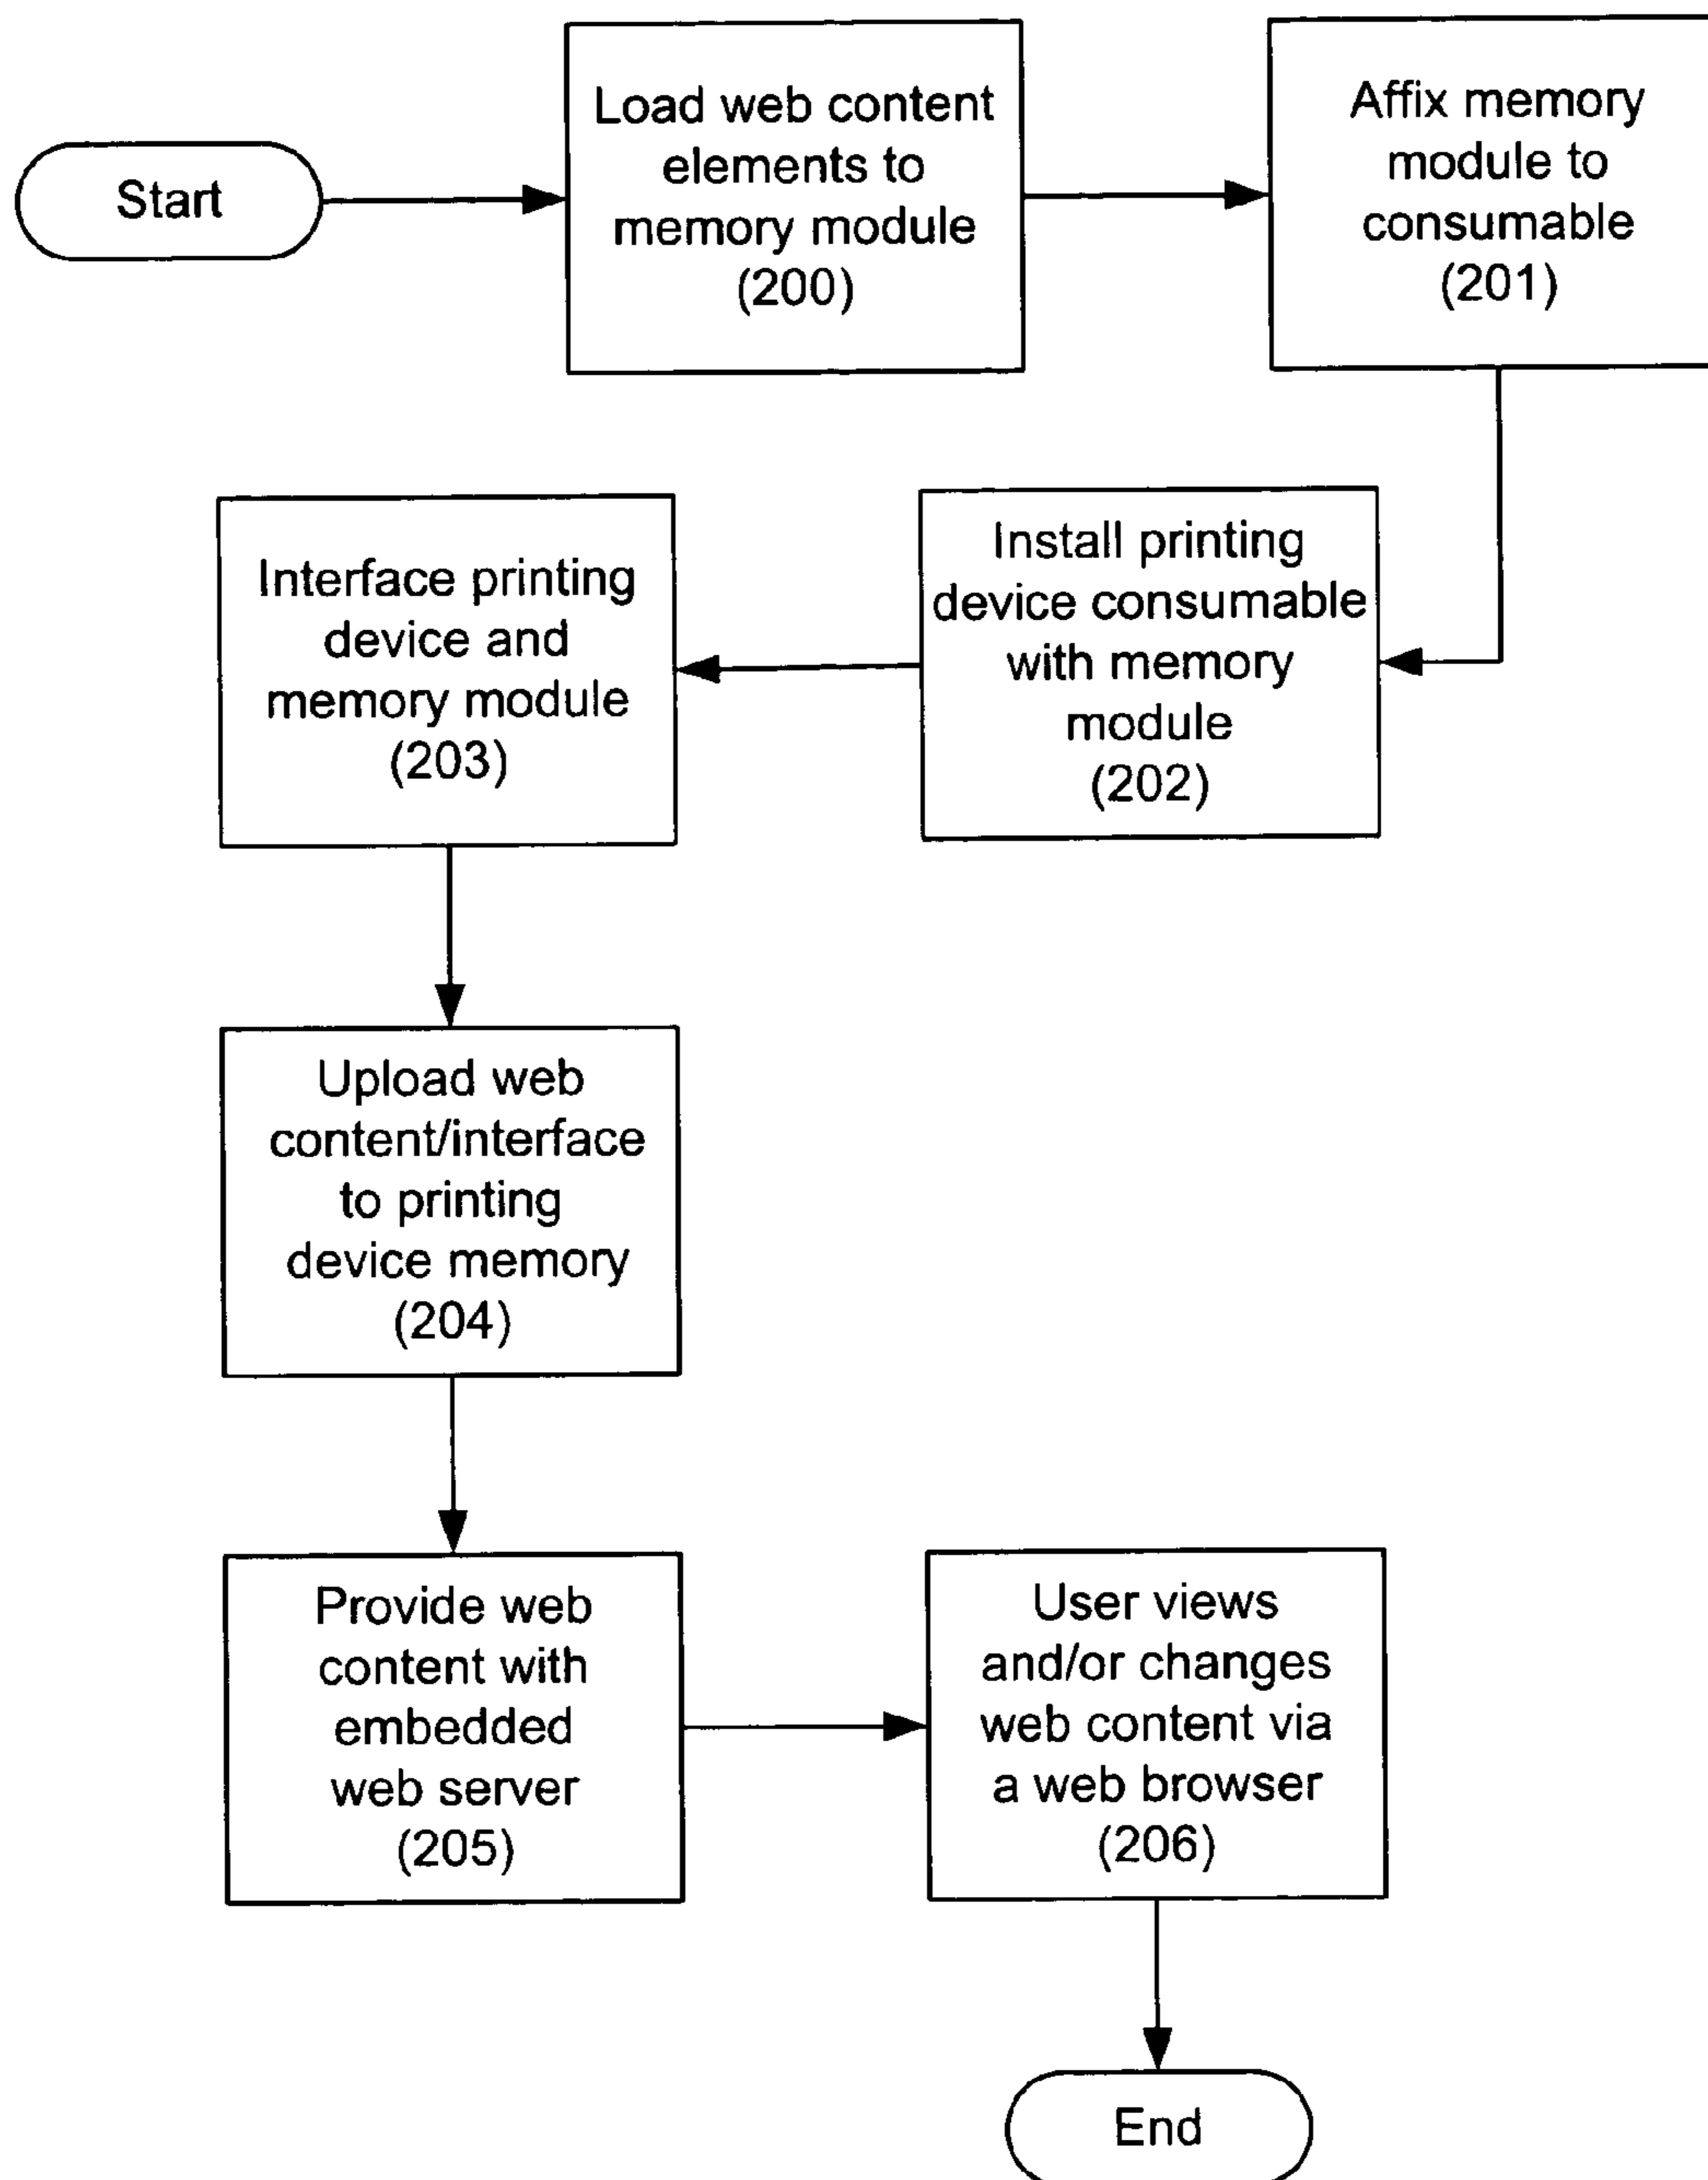 Start
Load web content
elements to
memory module
(200)
Affix memory
module to
consumable
(201)
Install printing
device consumable
with memory
module
(202)
Interface printing
device and
memory module
(203)
Upload web
content/interface
to printing
device memory
(204)
Provide web
content with
embedded
web server
(205)
User views
and/or changes
web content via
a web browser
(206)
End